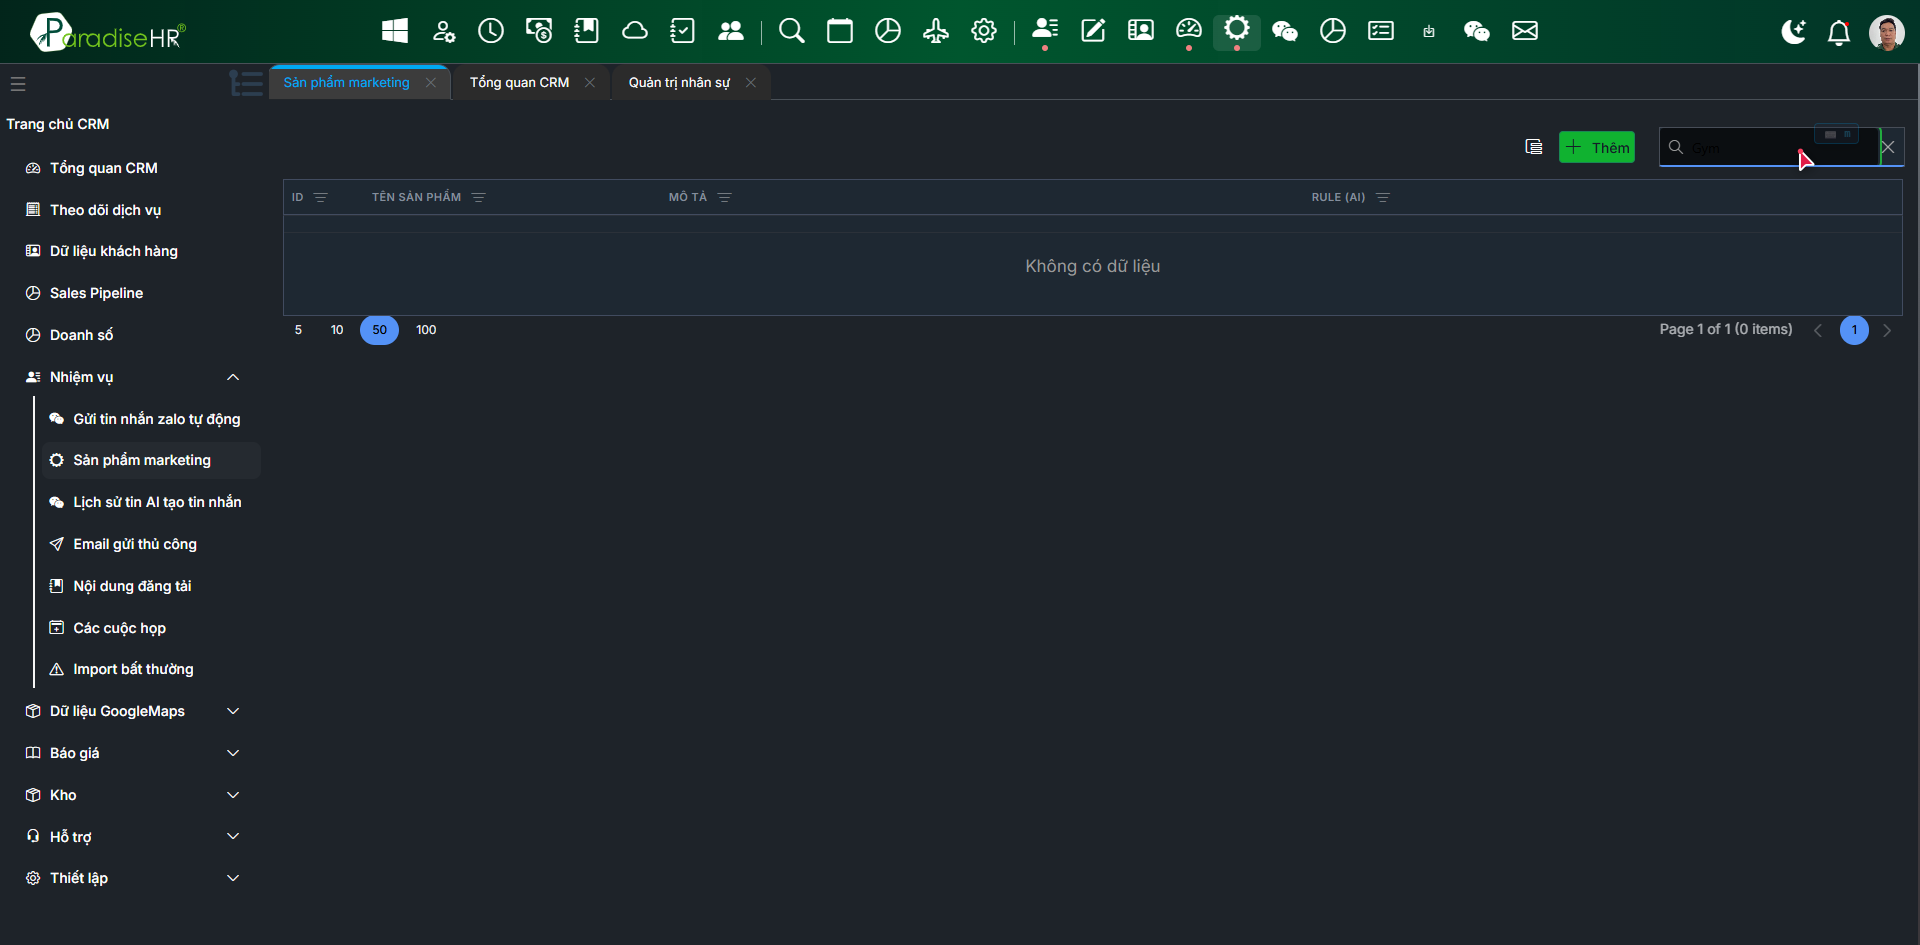 ParadiseHR®
Sản phẩm marketing
Tổng quan CRM
Quản trị nhân sự
Trang chủ CRM
Tổng quan CRM
Theo dõi dịch vụ
Dữ liệu khách hàng
Sales Pipeline
Doanh số
Nhiệm vụ
Gửi tin nhắn zalo tự động
Sản phẩm marketing
Lịch sử tin AI tạo tin nhắn
Email gửi thủ công
Nội dung đăng tải
Các cuộc họp
Import bất thường
Dữ liệu GoogleMaps
Báo giá
Kho
Hỗ trợ
Thiết lập
Thêm
Gym
ID
TÊN SẢN PHẨM
MÔ TẢ
RULE (AI)
Không có dữ liệu
5 10 50 100
Page 1 of 1 (0 items)
1